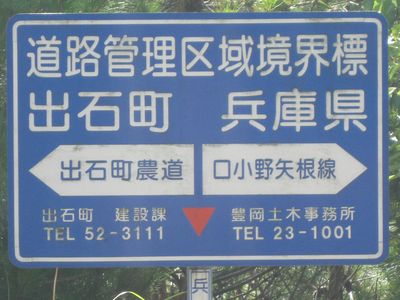 道路管理区域境界標
出石町 兵庫県
出石町農道 口小野矢根線
出石町 建設課 豊岡土木事務所
TEL 52-3111 TEL 23-1001
兵